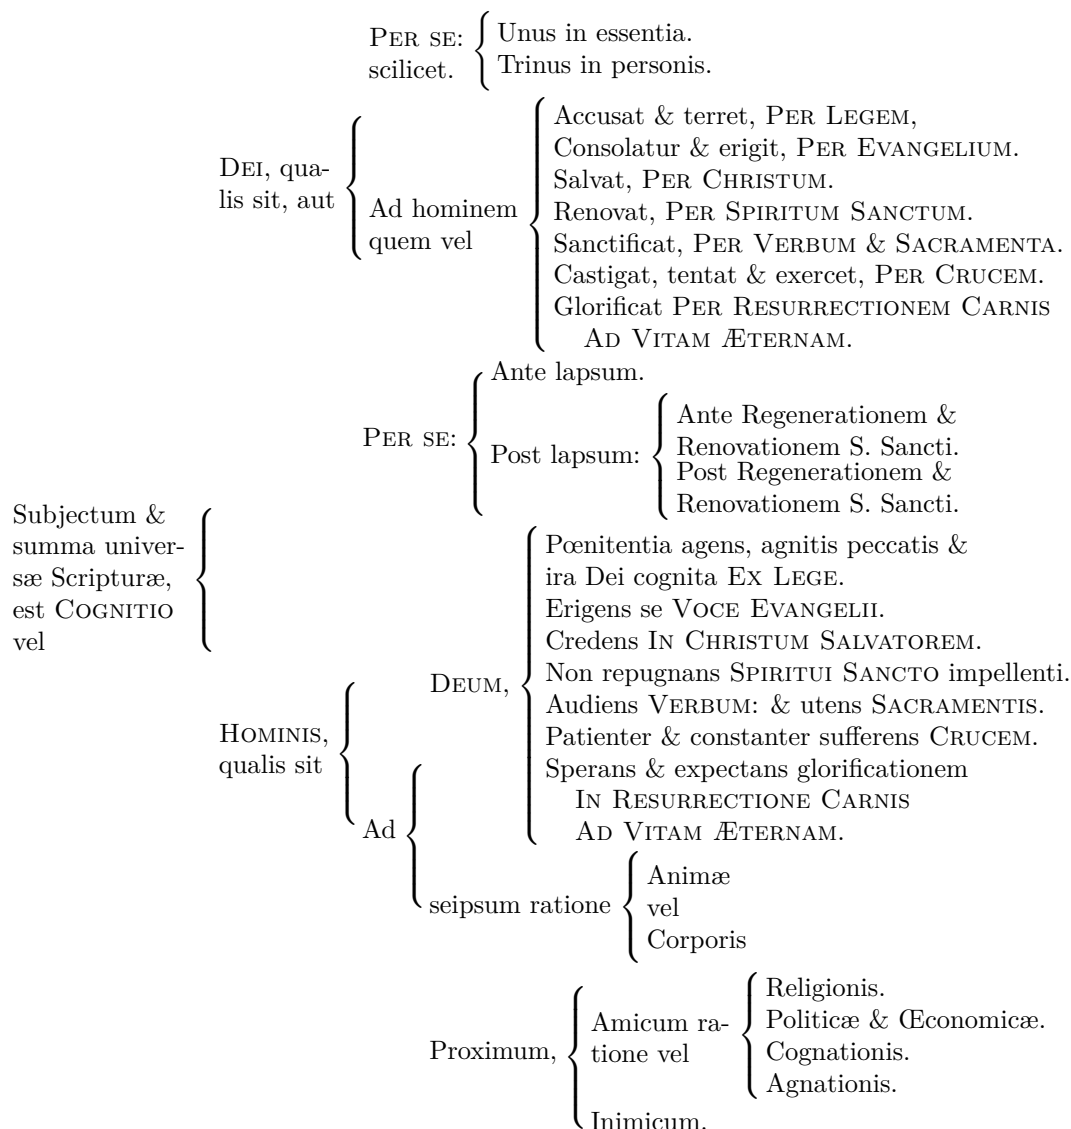 PER SE:
scilicet.
Unus in essentia.
Trinus in personis.
DEI, qua-
lis sit, aut
Ad hominem
quem vel
Accusat & terret, PER LEGEM,
Consolatur & erigit, PER EVANGELIUM.
Salvat, PER CHRISTUM.
Renovat, PER SPIRITUM SANCTUM.
Sanctificat, PER VERBUM & SACRAMENTA.
Castigat, tentat & exercet, PER CRUCEM.
Glorificat PER RESURRECTIONEM CARNIS
AD VITAM ÆTERNAM.
PER SE:
Ante lapsum.
Post lapsum:
Ante Regenerationem &
Renovationem S. Sancti.
Post Regenerationem &
Renovationem S. Sancti.
Subjectum &
summa univer-
sæ Scripturæ,
est COGNITIO
vel
HOMINIS,
qualis sit
Ad
DEUM,
Pœnitentia agens, agnitis peccatis &
ira Dei cognita EX LEGE.
Erigens se VOCE EVANGELII.
Credens IN CHRISTUM SALVATOREM.
Non repugnans SPIRITUI SANCTO impellenti.
Audiens VERBUM: & utens SACRAMENTIS.
Patienter & constanter sufferens CRUCEM.
Sperans & expectans glorificationem
IN RESURRECTIONE CARNIS
AD VITAM ÆTERNAM.
seipsum ratione
Animæ
vel
Corporis
Proximum,
Amicum ra-
tione vel
Religionis.
Politicæ & Œconomicæ.
Cognationis.
Agnationis.
Inimicum.